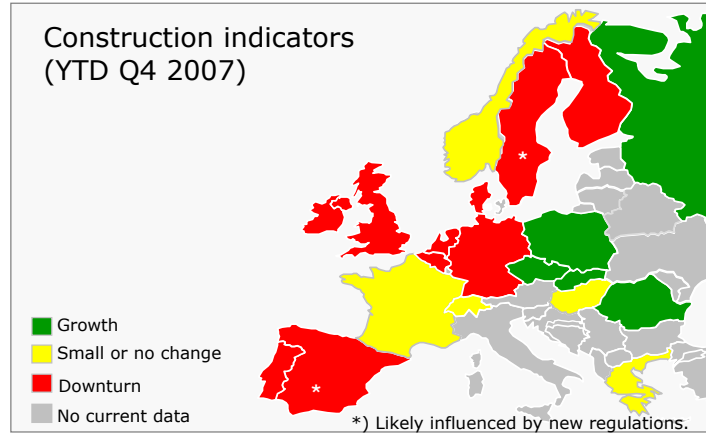 Construction indicators
(YTD Q4 2007)
*
Growth
Small or no change
Downturn
*
No current data
*) Likely influenced by new regulations.